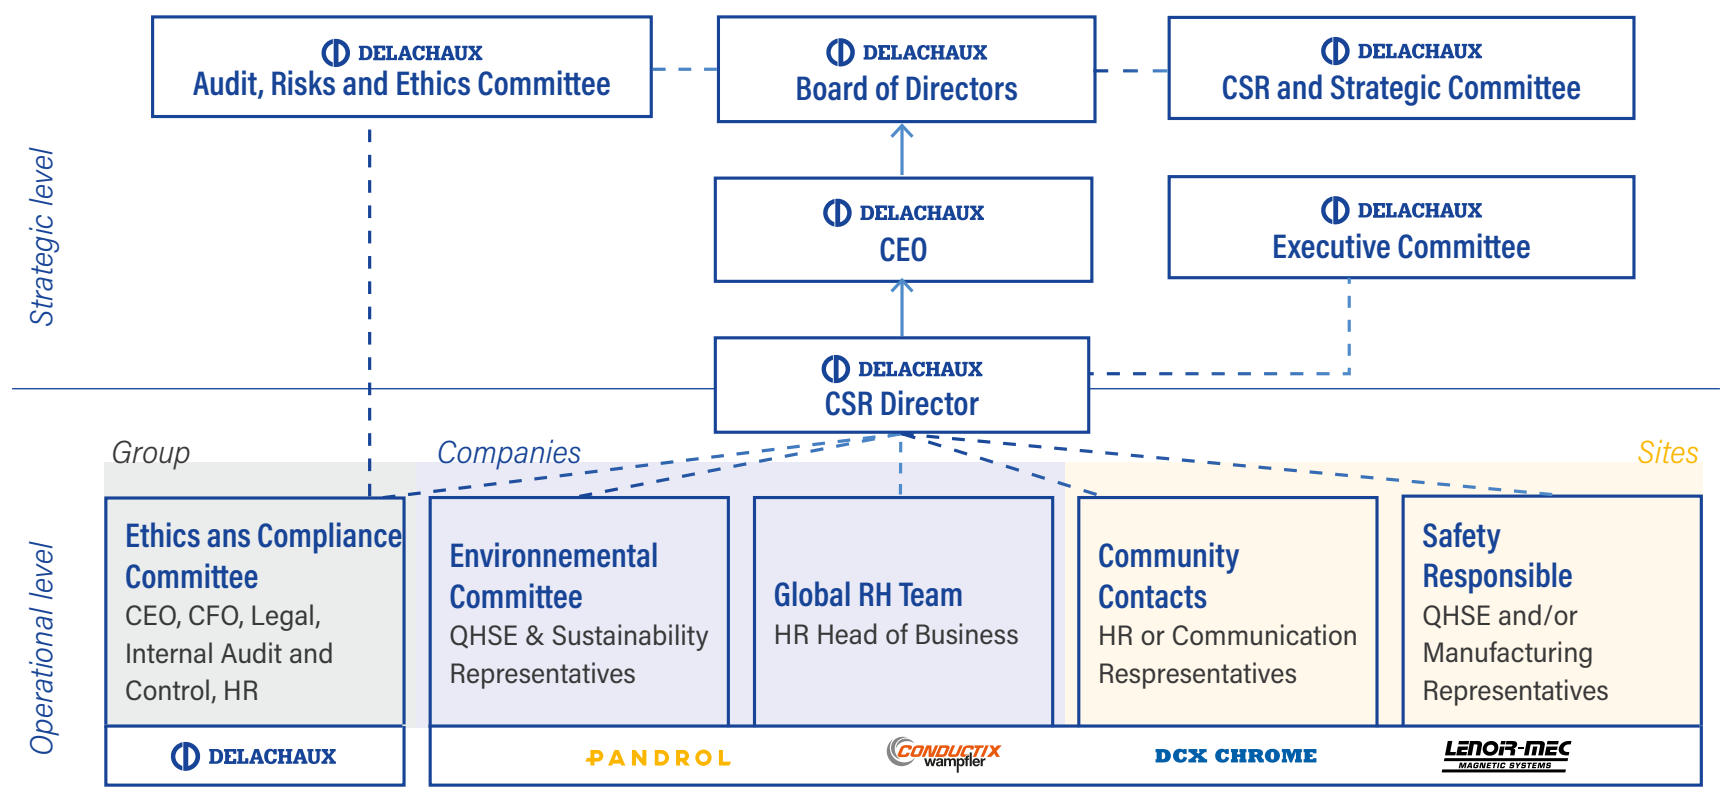 DELACHAUX
Audit, Risks and Ethics Committee
DELACHAUX
Board of Directors
DELACHAUX
CSR and Strategic Committee
Strategic level
DELACHAUX
CEO
DELACHAUX
Executive Committee
DELACHAUX
CSR Director
Group
Companies
Sites
Operational level
Ethics ans Compliance
Committee
CEO, CFO, Legal,
Internal Audit and
Control, HR
Environnemental
Committee
QHSE & Sustainability
Representatives
Global RH Team
HR Head of Business
Community
Contacts
HR or Communication
Respresentatives
Safety
Responsible
QHSE and/or
Manufacturing
Representatives
DELACHAUX
PANDROL
CONDUCTIX
wampfler
DCX CHROME
LENOIR-MEC
MAGNETIC SYSTEMS